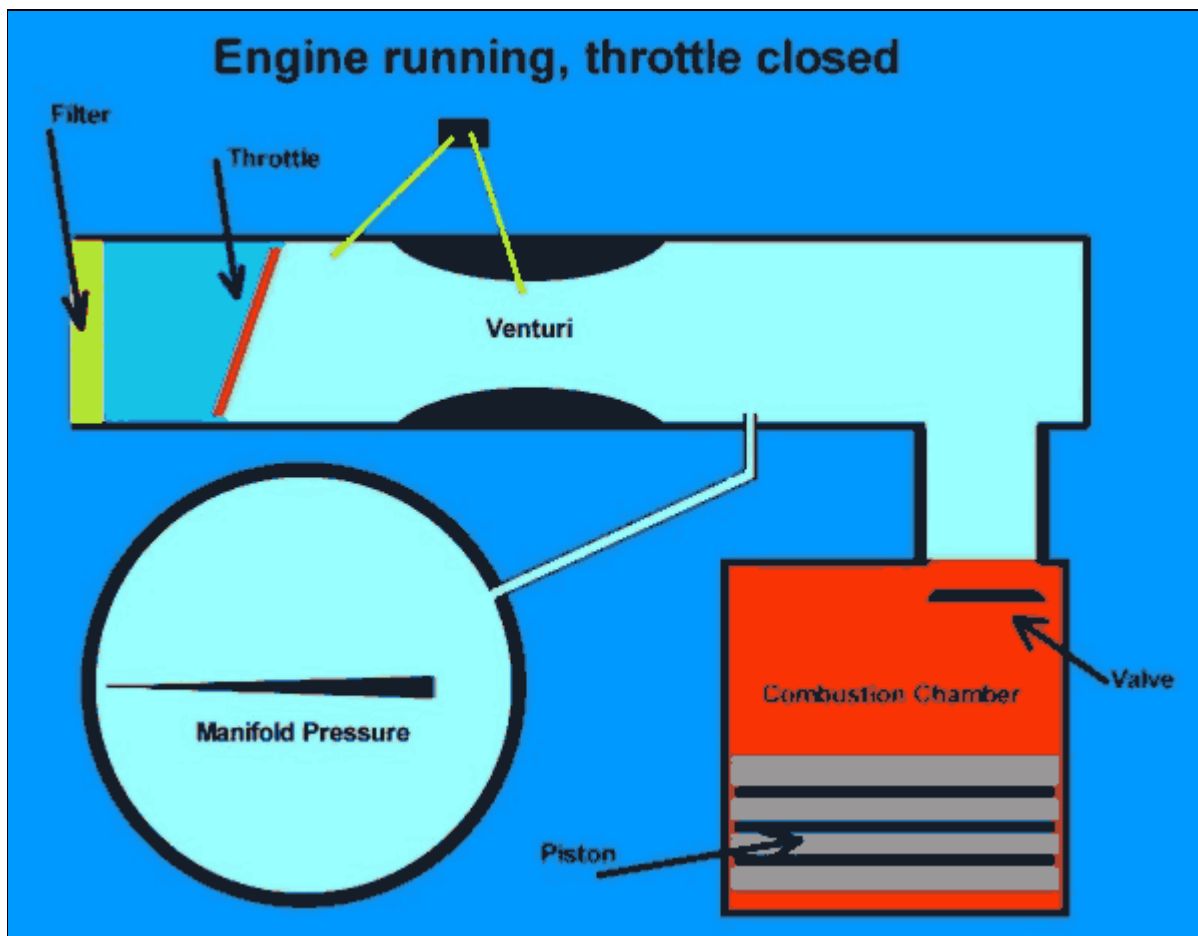 Engine running, throttle closed
Filter
Throttle
Venturi
Manifold Pressure
Combustion Chamber
Valve
Piston